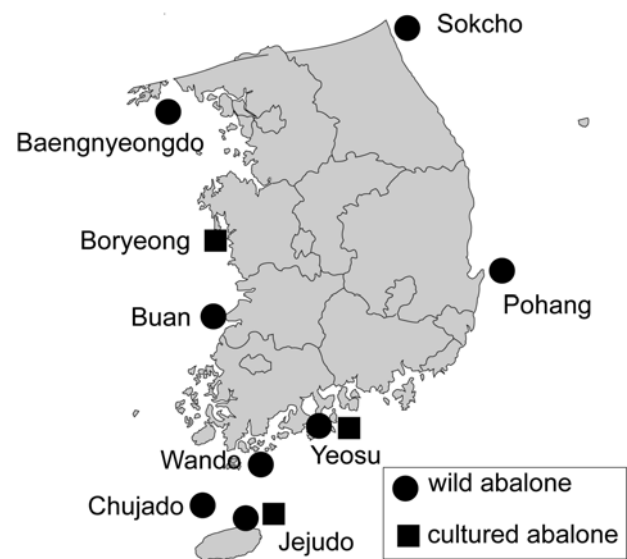 Sokcho
Baengnyeongdo
Boryeong
Pohang
Buan
Yeosu
Wando
Chujado
Jejudo
wild abalone
cultured abalone